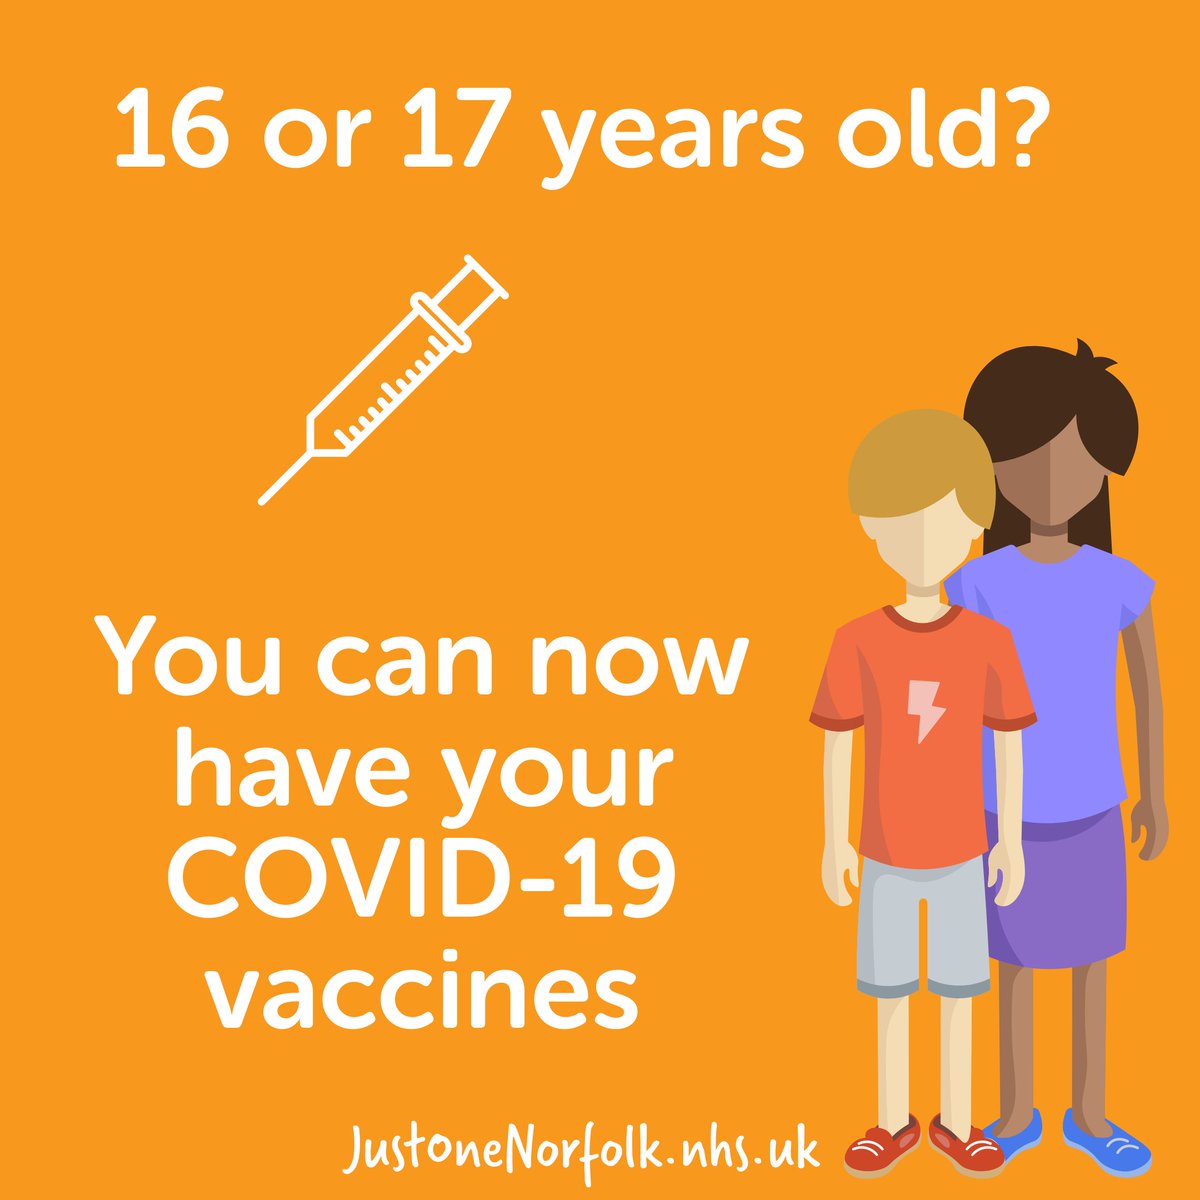 16 or 17 years old?
You can now
have your
COVID-19
vaccines
JustoneNorfolk.nhs.uk